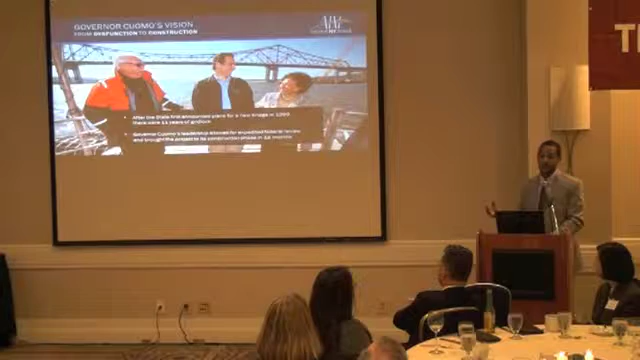 GOVERNOR CUOMO'S VISION
FROM DYSFUNCTION TO CONSTRUCTION
After the State first announced plans for a new bridge in 1999
there were 11 years of gridlock
Governor Cuomo's leadership allowed for expedited federal review
and brought the project to its construction phase in 12 months
T